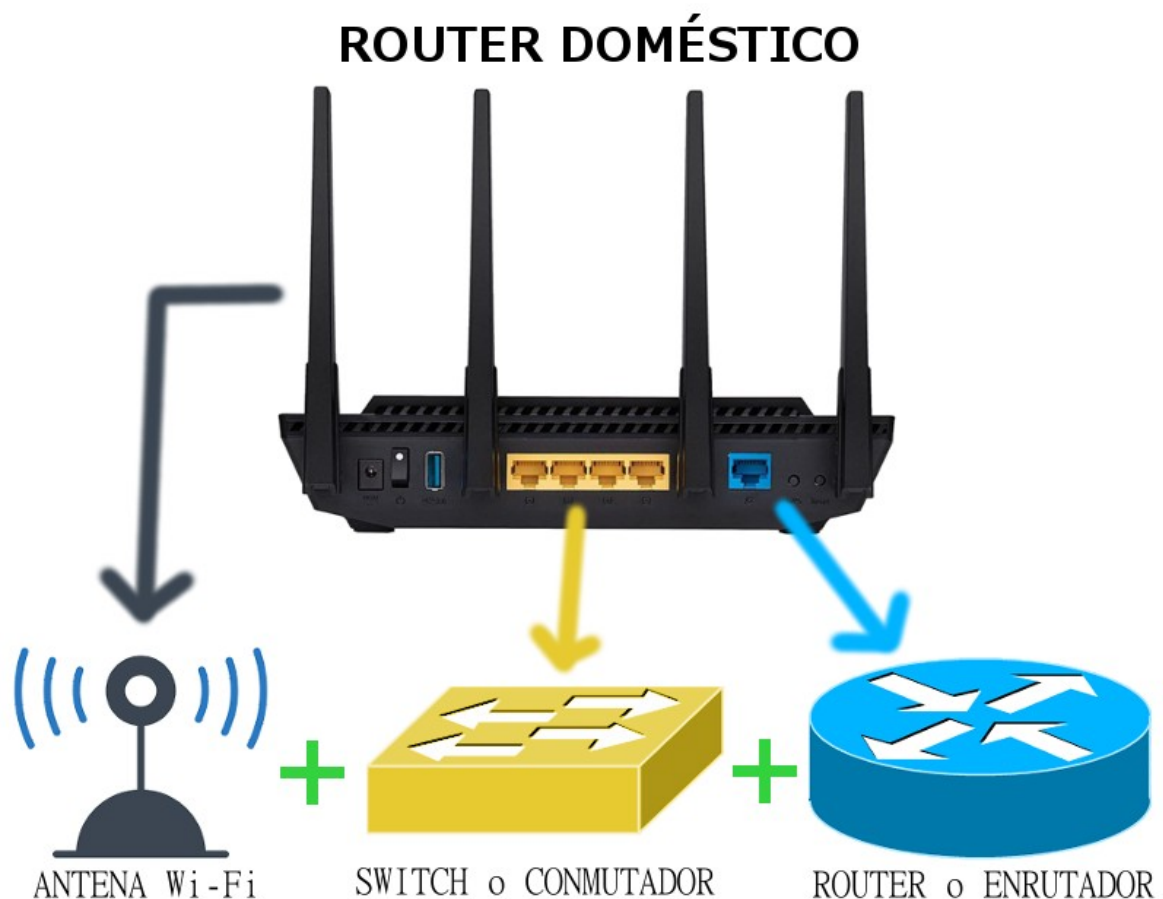 ROUTER DOMÉSTICO
ANTENA Wi-Fi
SWITCH o CONMUTADOR
ROUTER o ENRUTADOR